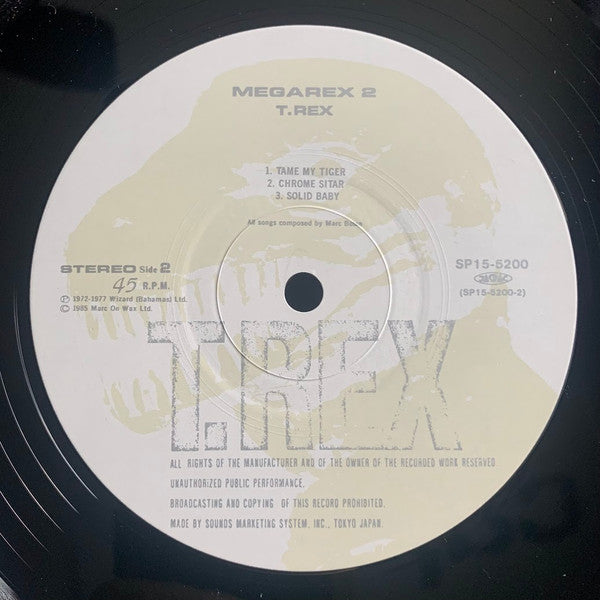 MEGAREX 2
T.REX
1. TAME MY TIGER
2. CHROME SITAR
3. SOLID BABY
All songs composed by Marc Bolan
STEREO Side 2
45 R.P.M.
℗ 1972-1977 Wizard (Bahamas) Ltd.
© 1985 Marc On Wax Ltd.
SP15-5200
(SP15-5200-2)
T.REX
ALL RIGHTS OF THE MANUFACTURER AND OF THE OWNER OF THE RECORDED WORK RESERVED
UNAUTHORIZED PUBLIC PERFORMANCE.
BROADCASTING AND COPYING OF THIS RECORD PROHIBITED.
MADE BY SOUNDS MARKETING SYSTEM, INC., TOKYO JAPAN.